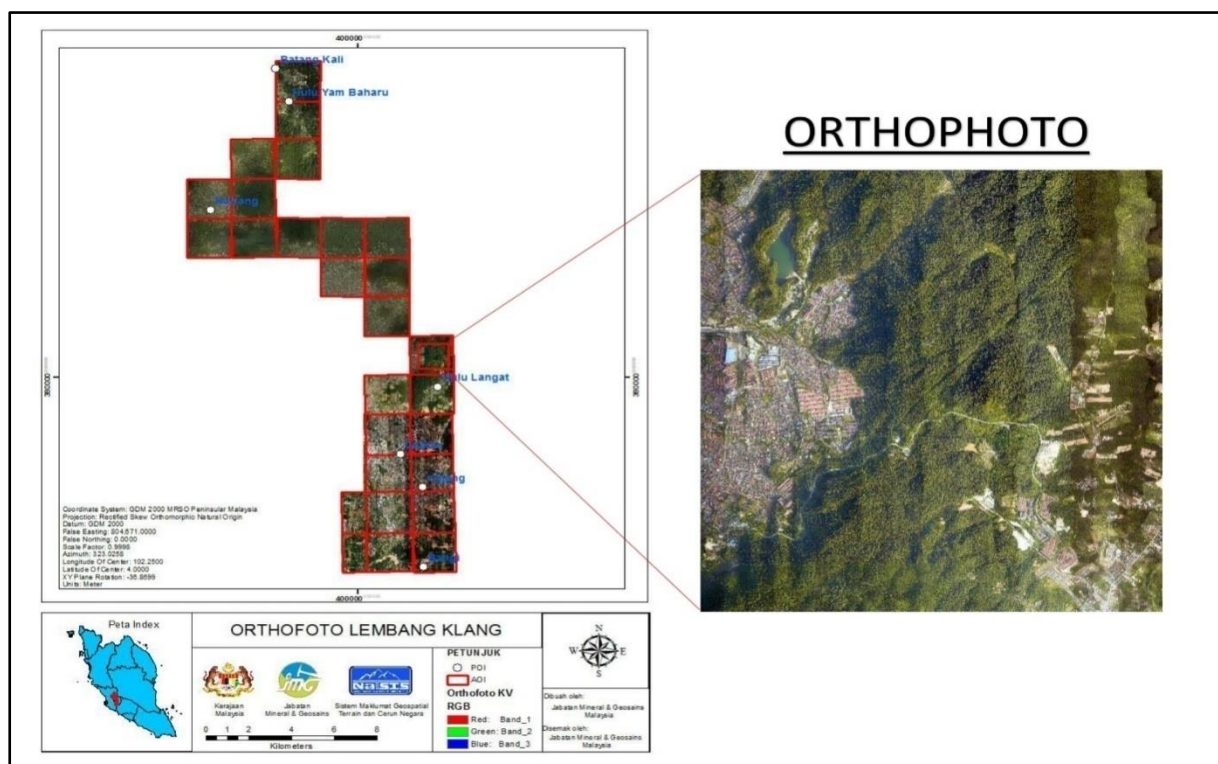 ORTHOPHOTO
400000
Batang Kali
Hulu Yam Baharu
380000
380000
Hulu Langat
Coordinate System: GDM 2000 MRSO Peninsular Malaysia
Projection: Rectified Skew Orthomorphic Natural Origin
Datum: GDM 2000
False Easting: 804,671.0000
False Northing: 0.0000
Scale Factor: 0.9996
Azimuth: 323.0258
Longitude Of Center: 102.2500
Latitude Of Center: 4.0000
XY Plane Rotation: -36.8699
Units: Meter
400000
Peta Index
ORTHOFOTO LEMBANG KLANG
Kerajaan
Malaysia
JMG
Jabatan
Mineral & Geosains
NaSIS
Sistem Maklumat Geospatial
Terrain dan Cerun Negara
0 1 2 4 6 8
Kilometers
PETUNJUK
POI
AOI
Orthofoto KV
RGB
Red: Band_1
Green: Band_2
Blue: Band_3
N
W E
S
Dibuat oleh:
Jabatan Mineral & Geosains
Malaysia
Disemak oleh:
Jabatan Mineral & Geosains
Malaysia